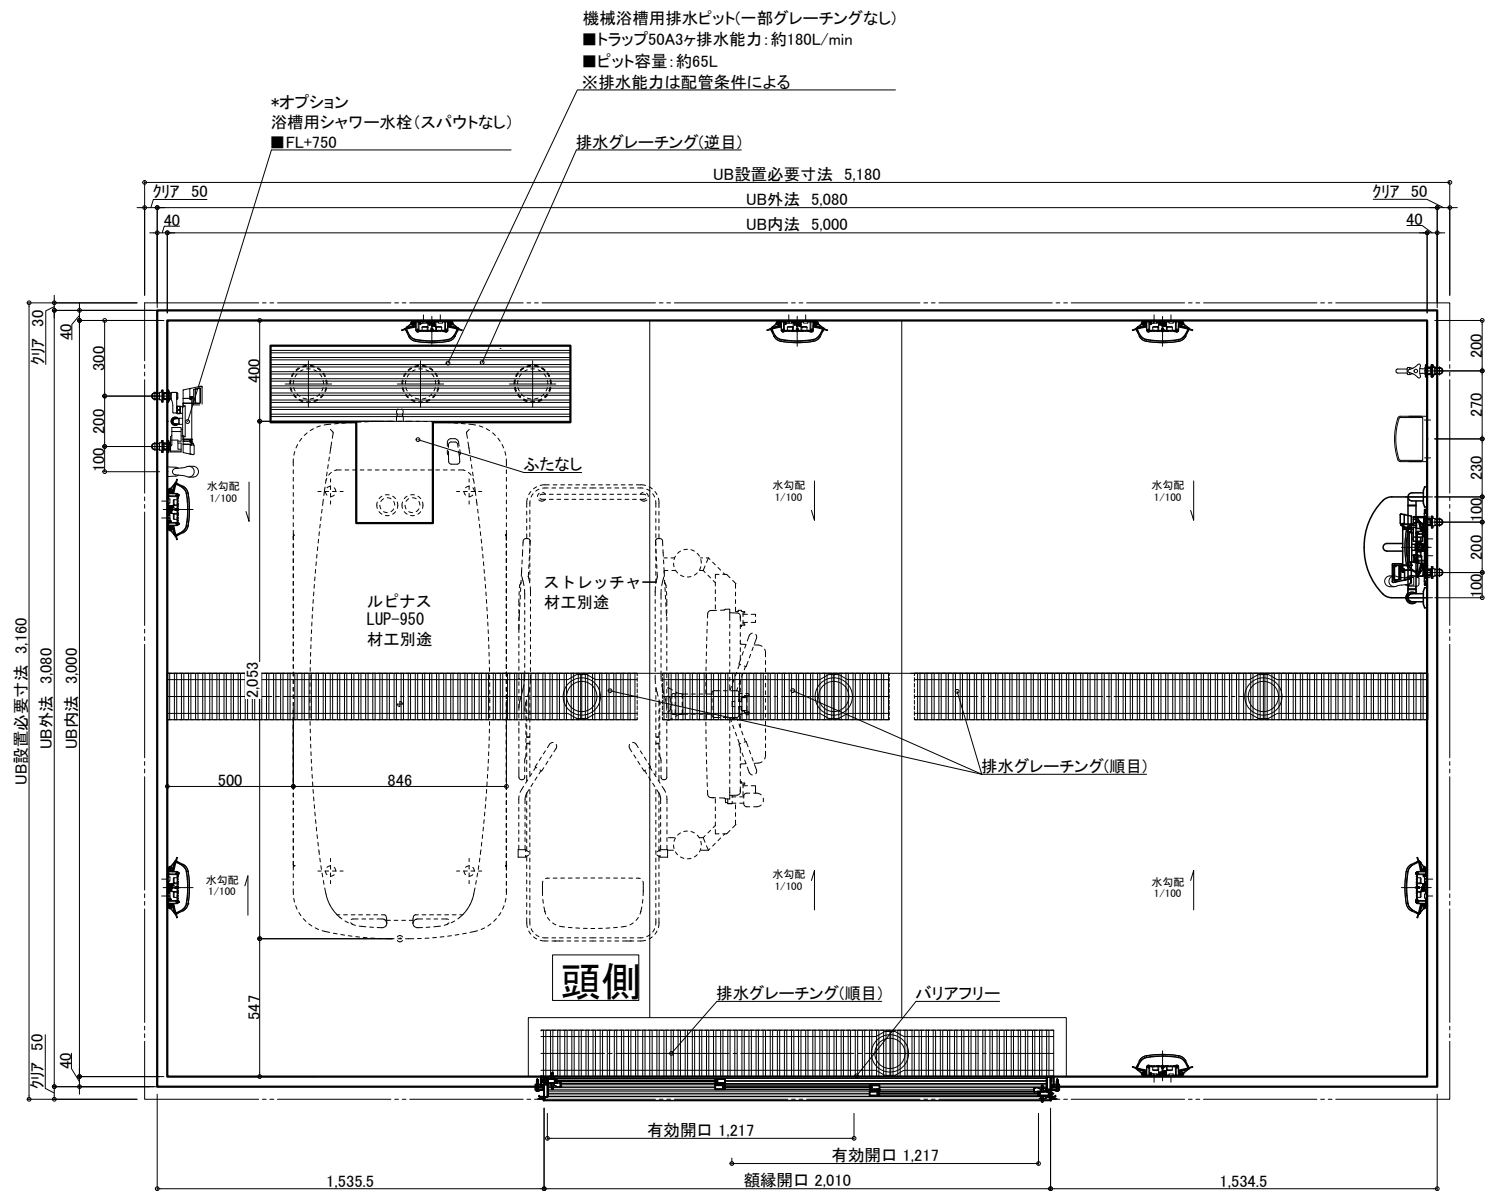 機械浴槽用排水ピット(一部グレーチングなし)
■トラップ50A3ヶ排水能力：約180L/min
■ピット容量：約65L
※排水能力は配管条件による
*オプション
浴槽用シャワー水栓(スパウトなし)
■FL+750
排水グレーチング(逆目)
UB設置必要寸法 5,180
クリア 50
UB外法 5,080
クリア 50
40
UB内法 5,000
40
クリア 30
40
300
200
100
400
200
270
230
100
200
100
ふたなし
水勾配
1/100
水勾配
1/100
水勾配
1/100
ルピナス
LUP-950
材工別途
ストレッチャー
材工別途
UB設置必要寸法 3,160
UB外法 3,080
UB内法 3,000
2,053
500
846
排水グレーチング(順目)
水勾配
1/100
水勾配
1/100
水勾配
1/100
547
頭側
排水グレーチング(順目)
バリアフリー
クリア 50
40
有効開口 1,217
有効開口 1,217
1,535.5
額縁開口 2,010
1,534.5